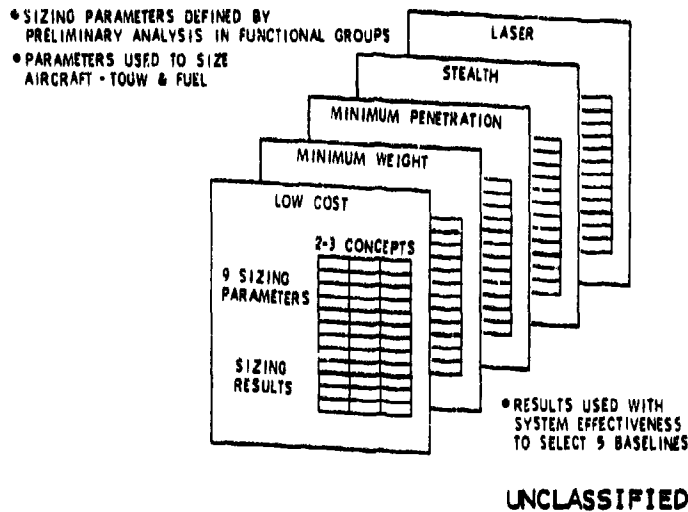 • SIZING PARAMETERS DEFINED BY
PRELIMINARY ANALYSIS IN FUNCTIONAL GROUPS
• PARAMETERS USED TO SIZE
AIRCRAFT - TOGW & FUEL
LASER
STEALTH
MINIMUM PENETRATION
MINIMUM WEIGHT
LOW COST
2-3 CONCEPTS
9 SIZING
PARAMETERS
SIZING
RESULTS
• RESULTS USED WITH
SYSTEM EFFECTIVENESS
TO SELECT 5 BASELINES
UNCLASSIFIED